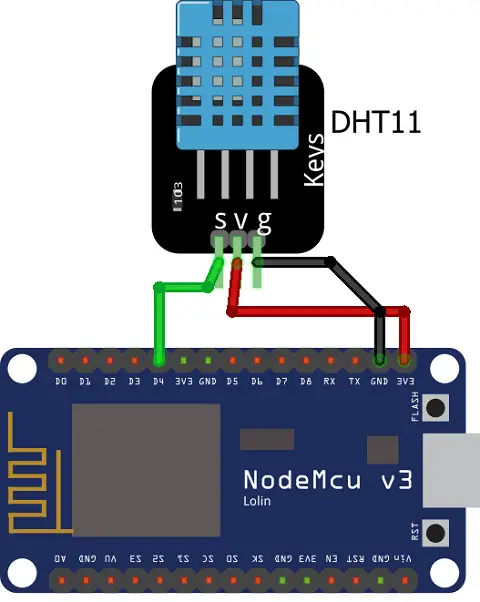 DHT11
Keys
103
s v g
D0 D1 D2 D3 D4 3V3 GND D5 D6 D7 D8 RX TX GND 3V3
FLASH
NodeMcu v3
Lolin
RST
A0 GND VU S3 S2 S1 SC S0 SK GND 3V3 EN RST GND Vin